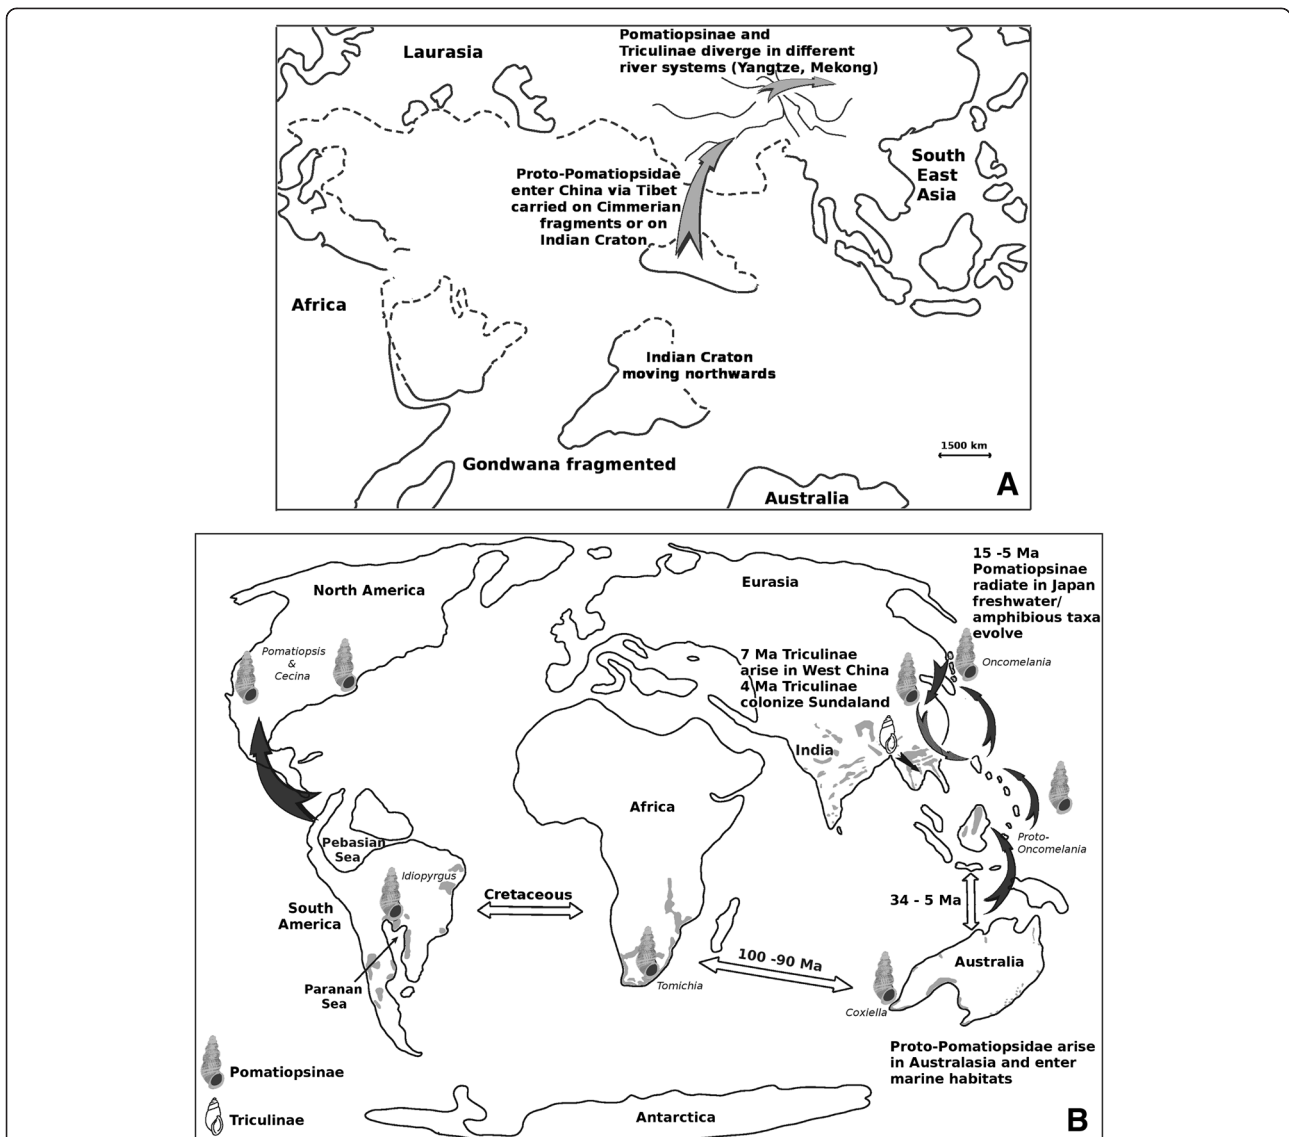 Laurasia
Pomatiopsinae and
Triculinae diverge in different
river systems (Yangtze, Mekong)
South
East
Asia
Proto-Pomatiopsidae
enter China via Tibet
carried on Cimmerian
fragments or on
Indian Craton
Africa
Indian Craton
moving northwards
1500 km
Gondwana fragmented
Australia
A
15 -5 Ma
Pomatiopsinae
radiate in Japan
freshwater/
amphibious taxa
evolve
North America
Eurasia
Pomatiopsis
&
Cecina
7 Ma Triculinae
arise in West China
4 Ma Triculinae
colonize Sundaland
Oncomelania
India
Africa
Pebasian
Sea
Proto-
Oncomelania
Idiopyrgus
Cretaceous
34 - 5 Ma
South
America
100 -90 Ma
Australia
Paranan
Sea
Tomichia
Coxiella
Proto-Pomatiopsidae arise
in Australasia and enter
marine habitats
Pomatiopsinae
Triculinae
Antarctica
B